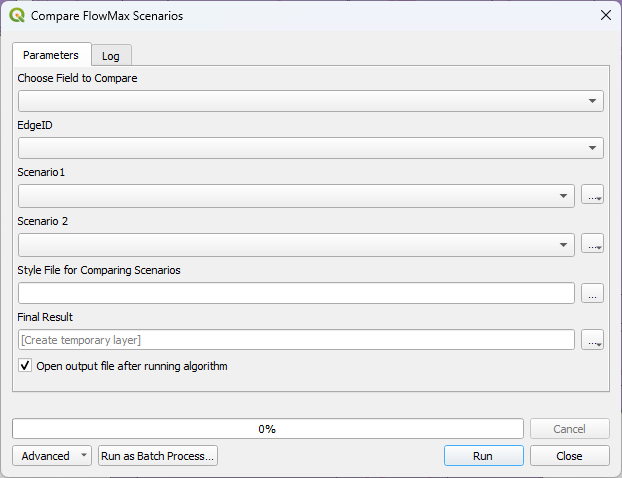 Compare FlowMax Scenarios
Parameters
Log
Choose Field to Compare
EdgeID
Scenario1
...
Scenario 2
...
Style File for Comparing Scenarios
...
Final Result
[Create temporary layer]
...
Open output file after running algorithm
0%
Cancel
Advanced
Run as Batch Process...
Run
Close